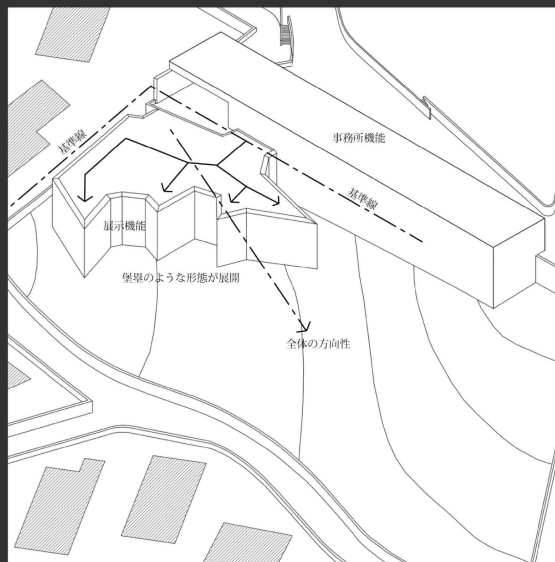 事務所機能
基準線
基準線
展示機能
堡塁のような形態が展開
全体の方向性